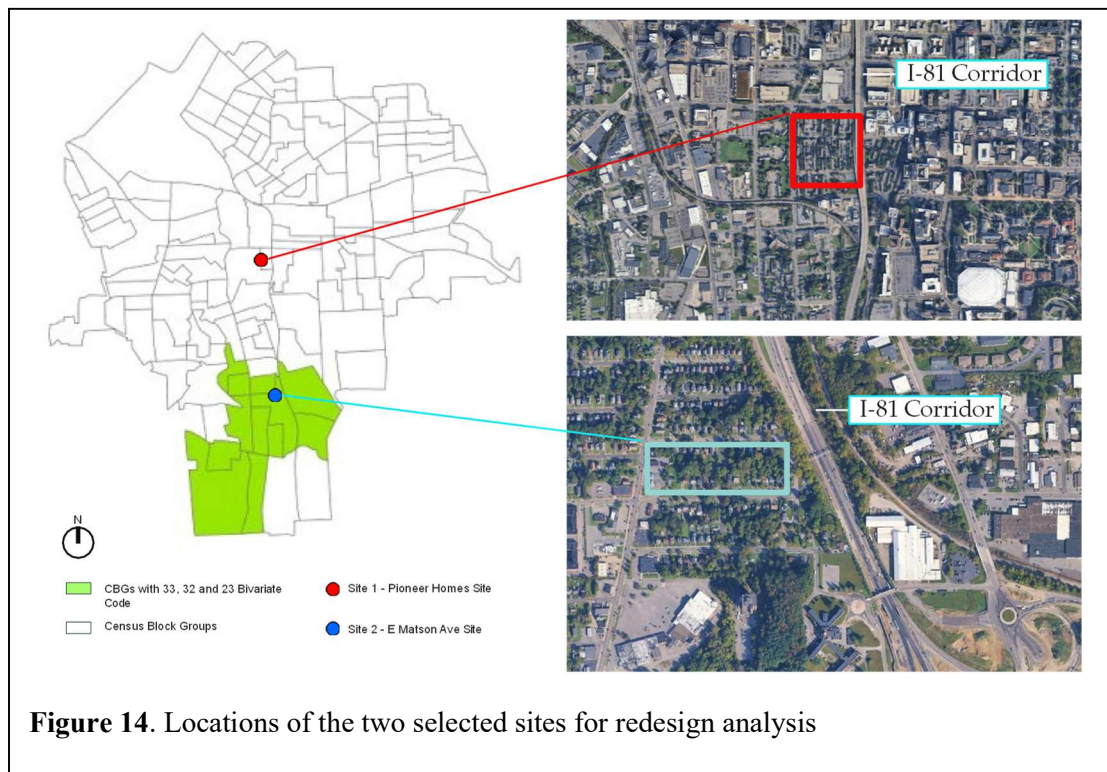 I-81 Corridor
I-81 Corridor
N
CBGs with 33, 32 and 23 Bivariate
Code
Census Block Groups
Site 1 - Pioneer Homes Site
Site 2 - E Matson Ave Site
Figure 14. Locations of the two selected sites for redesign analysis